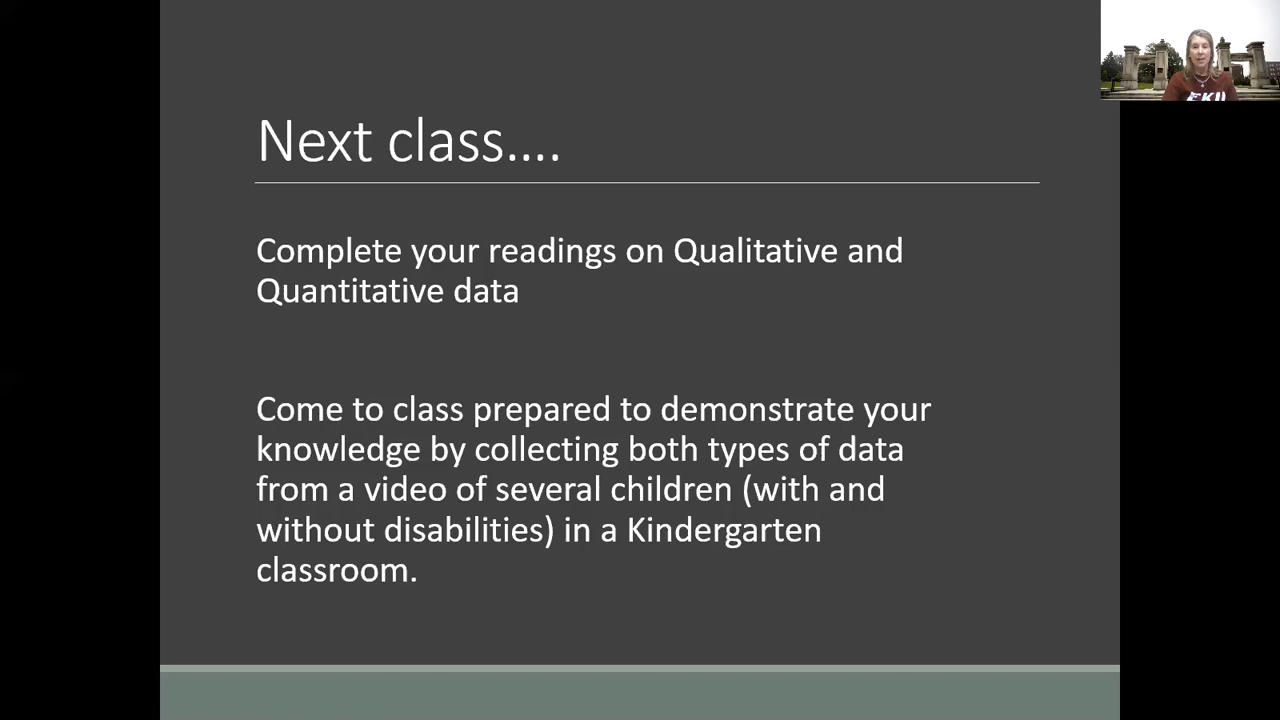 Next class....
Complete your readings on Qualitative and
Quantitative data
Come to class prepared to demonstrate your
knowledge by collecting both types of data
from a video of several children (with and
without disabilities) in a Kindergarten
classroom.
EKU